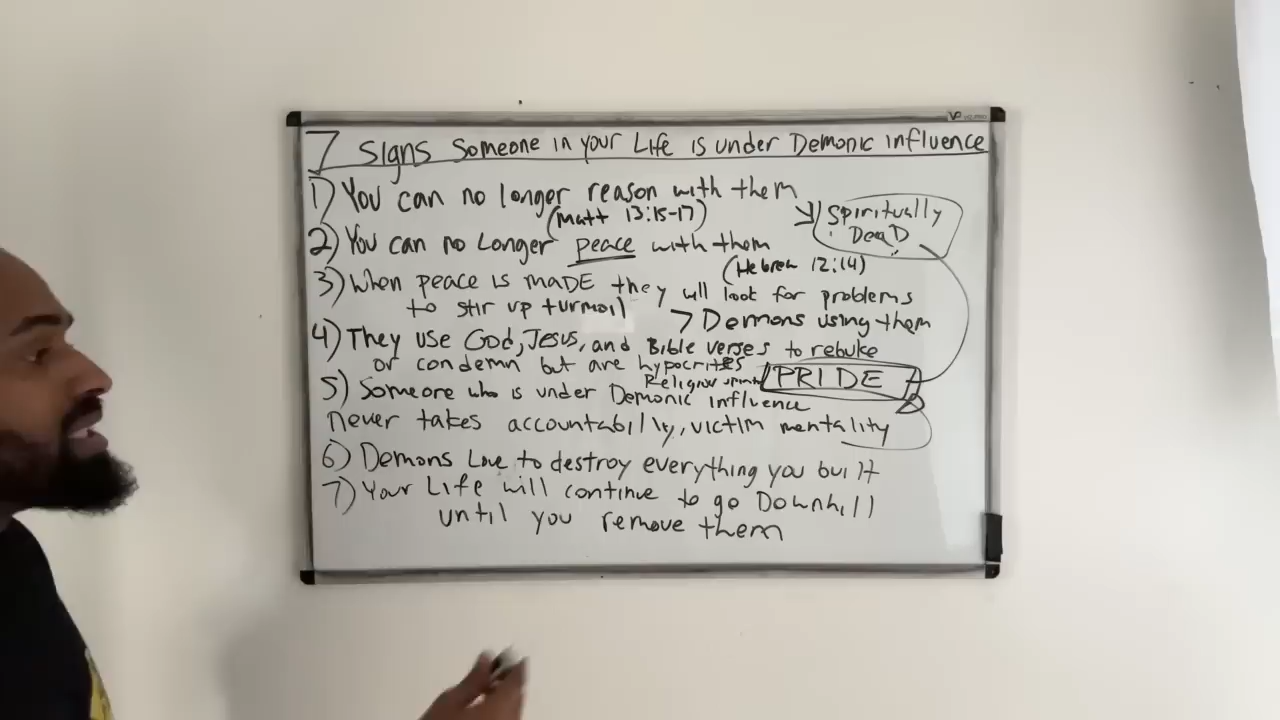 7 Signs Someone in your Life is under Demonic influence
1) You can no longer reason with them
(Matt 13:15-17)
Spiritually
DeaD
2) You can no Longer peace with them
(Hebrew 12:14)
3) When peace is maDE they will look for problems
to stir up turmoil
> Demons using them
4) They use God, Jesus, and Bible verses to rebuke
or condemn but are hypocrites
Religious
PRIDE
5) Someone who is under Demonic influence
Never takes accountability, victim mentality
6) Demons Love to destroy everything you built
7) Your Life will continue to go Downhill
until you remove them